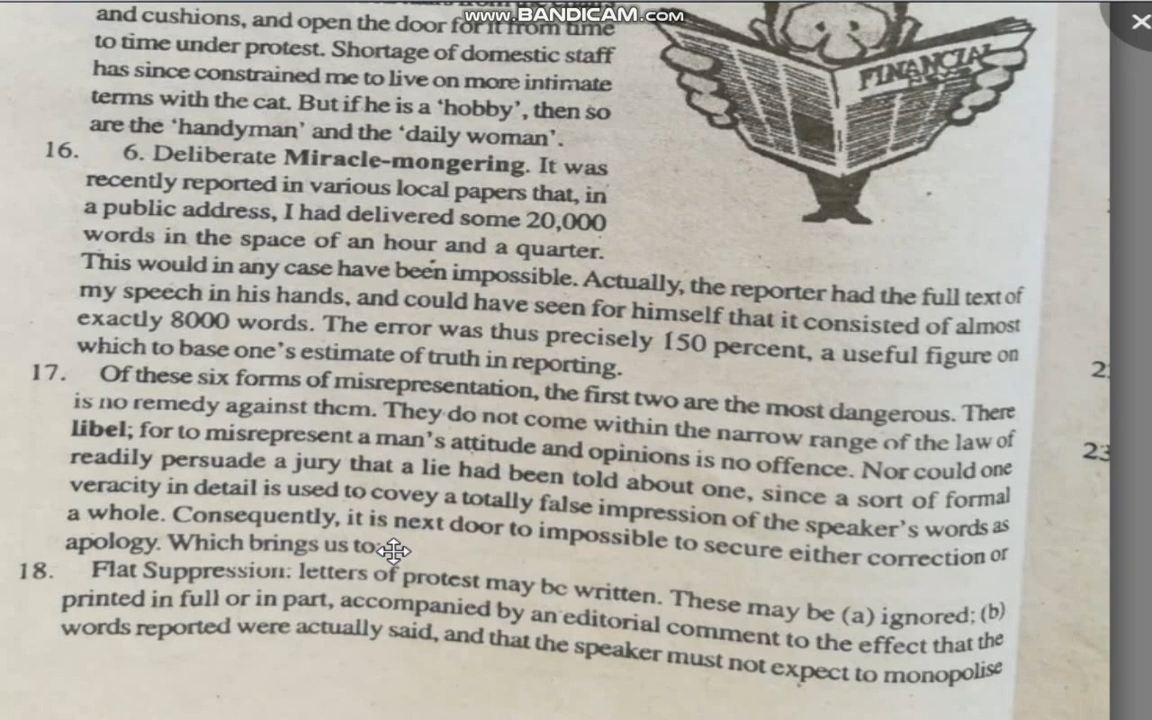 www.BANDICAM.com
and cushions, and open the door for it from time
to time under protest. Shortage of domestic staff
has since constrained me to live on more intimate
terms with the cat. But if he is a ‘hobby’, then so
are the ‘handyman’ and the ‘daily woman’.
FINANCIAL
16. 6. Deliberate Miracle-mongering. It was
recently reported in various local papers that, in
a public address, I had delivered some 20,000
words in the space of an hour and a quarter.
This would in any case have been impossible. Actually, the reporter had the full text of
my speech in his hands, and could have seen for himself that it consisted of almost
exactly 8000 words. The error was thus precisely 150 percent, a useful figure on
which to base one’s estimate of truth in reporting.
17. Of these six forms of misrepresentation, the first two are the most dangerous. There
is no remedy against them. They do not come within the narrow range of the law of
libel; for to misrepresent a man’s attitude and opinions is no offence. Nor could one
readily persuade a jury that a lie had been told about one, since a sort of formal
veracity in detail is used to covey a totally false impression of the speaker’s words as
a whole. Consequently, it is next door to impossible to secure either correction or
apology. Which brings us to:
18. Flat Suppression: letters of protest may be written. These may be (a) ignored; (b)
printed in full or in part, accompanied by an editorial comment to the effect that the
words reported were actually said, and that the speaker must not expect to monopolise
23